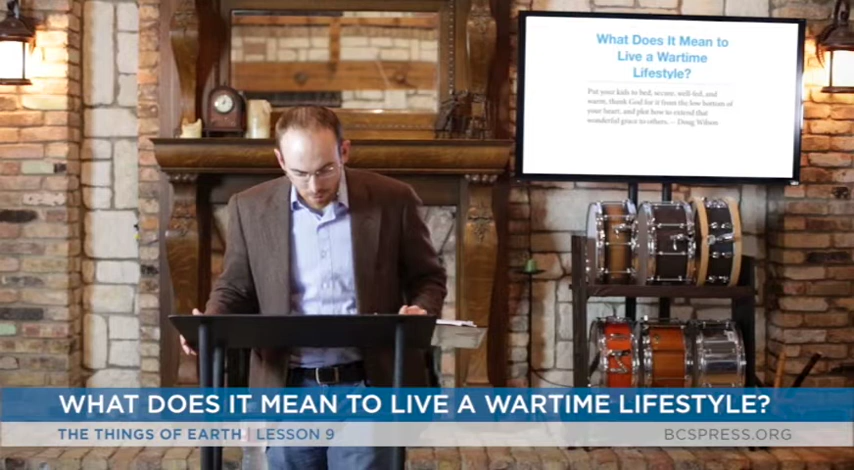 What Does It Mean to
Live a Wartime
Lifestyle?
Put your kids to bed, secure, well-fed, and
warm, thank God for it from the low bottom of
your heart, and plot how to extend that
wonderful grace to others. – Doug Wilson
WHAT DOES IT MEAN TO LIVE A WARTIME LIFESTYLE?
THE THINGS OF EARTH | LESSON 9
BCSPRESS.ORG